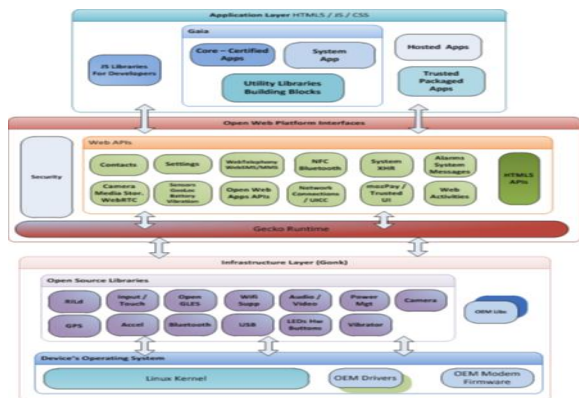 Application Layer HTML5 / JS / CSS
Gaia
JS Libraries
For Developers
Core – Certified
Apps
System
App
Utility Libraries
Building Blocks
Hosted Apps
Trusted
Packaged
Apps
Open Web Platform Interfaces
Security
Web APIs
Contacts
Settings
WebTelephony
WebSMS/MMS
NFC
Bluetooth
System
XHR
Alarms
System
Messages
Camera
Media Stor.
WebRTC
Sensors
GeoLoc
Battery
Vibration
Open Web
Apps APIs
Network
Connections
/ UICC
mozPay /
Trusted
UI
Web
Activities
HTML5
APIs
Gecko Runtime
Infrastructure Layer (Gonk)
Open Source Libraries
RILd
Input /
Touch
Open
GLES
Wifi
Supp
Audio /
Video
Power
Mgt
Camera
GPS
Accel
Bluetooth
USB
LEDs Hw
Buttons
Vibrator
OEM Libs
Device's Operating System
Linux Kernel
OEM Drivers
OEM Modem
Firmware